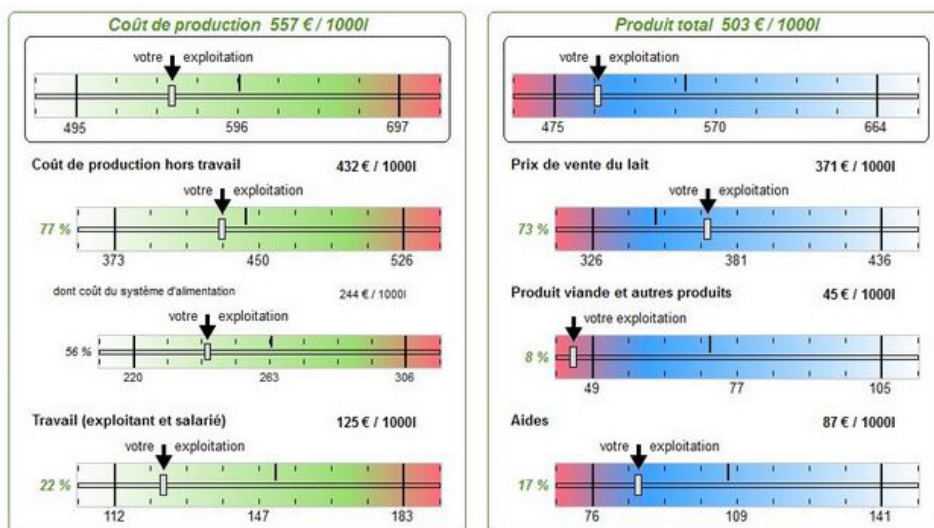 Coût de production 557 € / 1000l
votre exploitation
495 596 697
Coût de production hors travail 432 € / 1000l
votre exploitation
77 %
373 450 526
dont coût du système d'alimentation 244 € / 1000l
votre exploitation
56 %
220 263 306
Travail (exploitant et salarié) 125 € / 1000l
votre exploitation
22 %
112 147 183
Produit total 503 € / 1000l
votre exploitation
475 570 664
Prix de vente du lait 371 € / 1000l
votre exploitation
73 %
326 381 436
Produit viande et autres produits 45 € / 1000l
votre exploitation
8 %
49 77 105
Aides 87 € / 1000l
votre exploitation
17 %
76 109 141